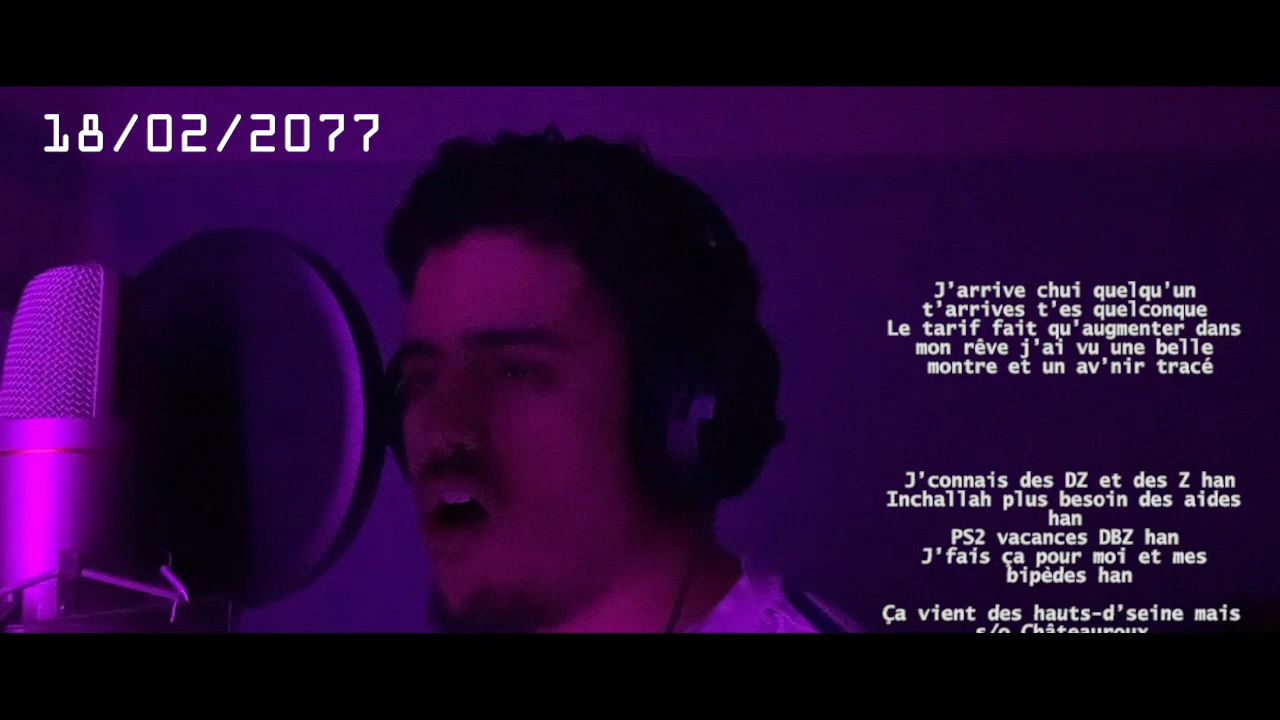 18/02/2077
J'arrive chui quelqu'un
t'arrives t'es quelconque
Le tarif fait qu'augmenter dans
mon rêve j'ai vu une belle
montre et un av'nir tracé
J'connais des DZ et des Z han
Inchallah plus besoin des aides
han
PS2 vacances DBZ han
J'fais ça pour moi et mes
bipèdes han
Ça vient des hauts-d'seine mais
s/o Châteauroux